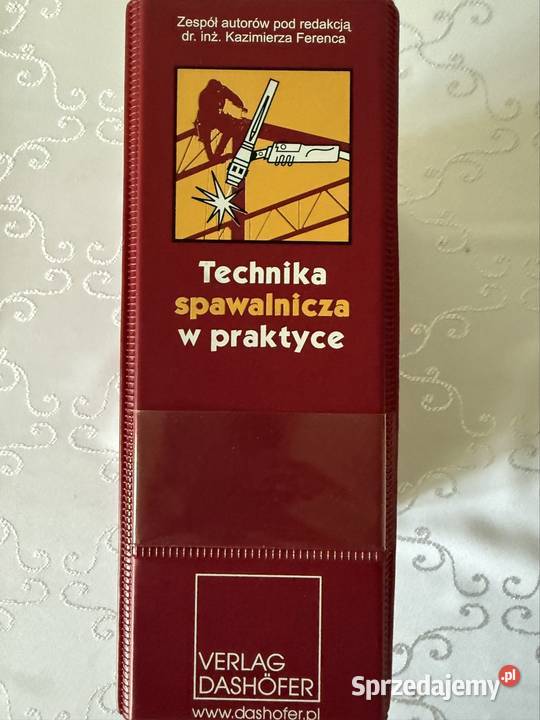 Zespół autorów pod redakcją
dr. inż. Kazimierza Ferenca
Technika
spawalnicza
w praktyce
VERLAG
DASHÖFER
www.dashofer.pl
Sprzedajemy.pl